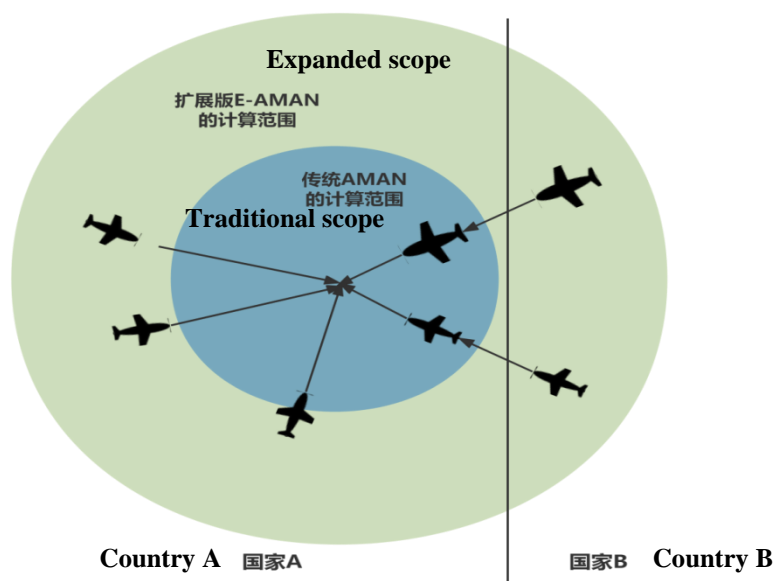 Expanded scope
扩展版E-AMAN
的计算范围
传统AMAN
的计算范围
Traditional scope
Country A 国家A
国家B Country B